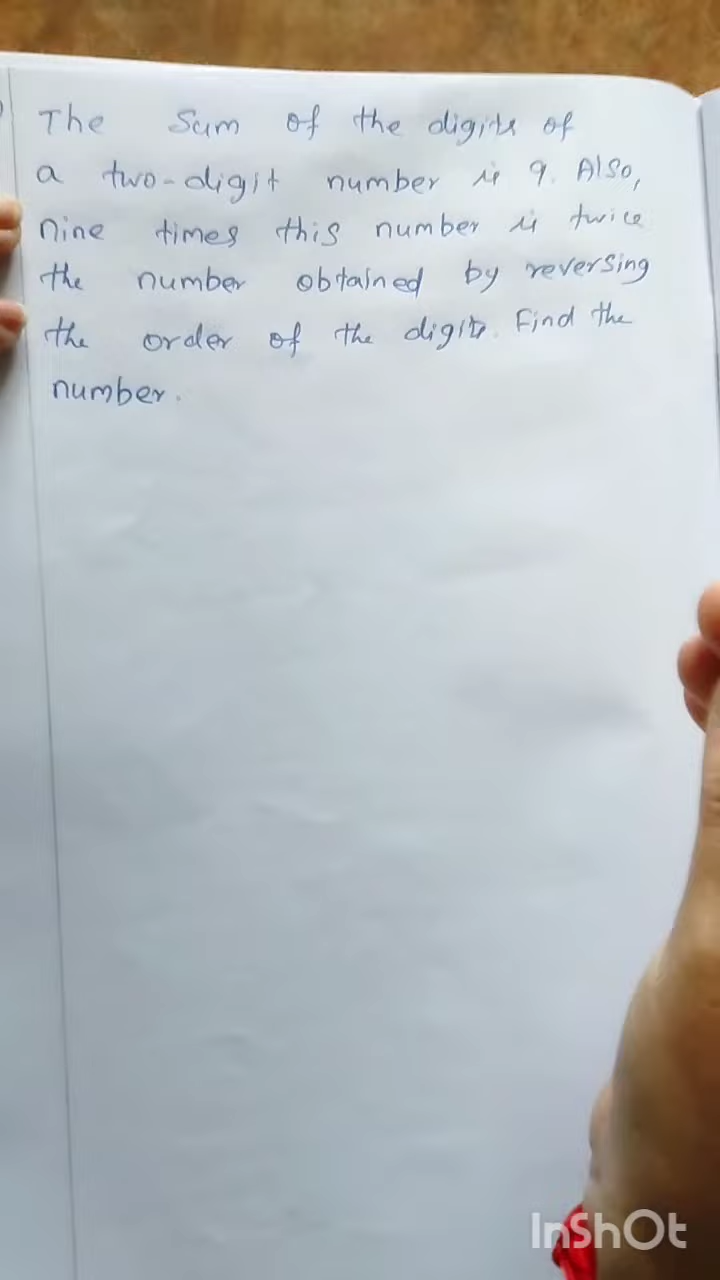 The Sum of the digits of
a two-digit number is 9. Also,
nine times this number is twice
the number obtained by reversing
the order of the digits. Find the
number.
InShOt